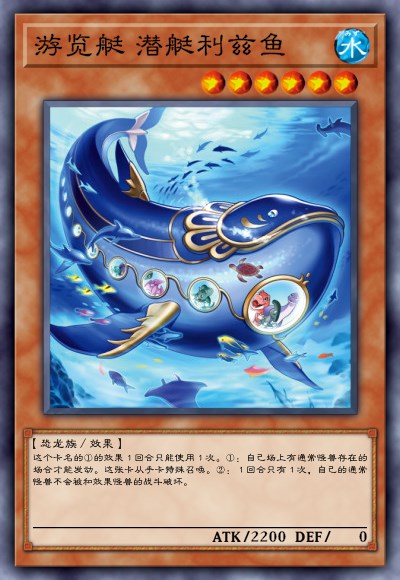 游览艇 潜艇利兹鱼
水
【恐龙族／效果】
这个卡名的①的效果1回合只能使用1次。①：自己场上有通常怪兽存在的
场合才能发动。这张卡从手卡特殊召唤。②：1回合只有1次，自己的通常
怪兽不会被和效果怪兽的战斗破坏。
ATK/2200 DEF/ 0